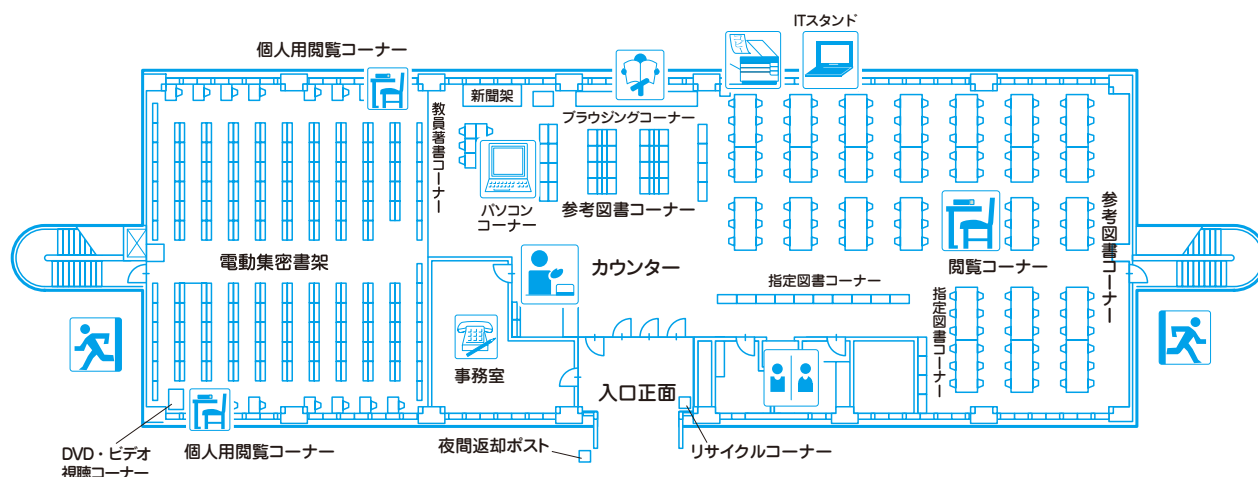 ITスタンド
個人用閲覧コーナー
新聞架
ブラウジングコーナー
教員著書コーナー
パソコン
コーナー
参考図書コーナー
参考図書コーナー
電動集密書架
カウンター
閲覧コーナー
指定図書コーナー
指定図書コーナー
事務室
入口正面
DVD・ビデオ
視聴コーナー
個人用閲覧コーナー
夜間返却ポスト
リサイクルコーナー